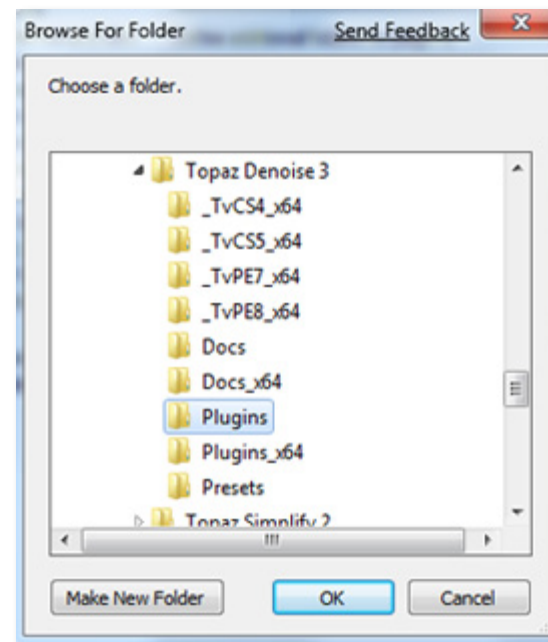 Browse For Folder
Send Feedback
Choose a folder.
Topaz Denoise 3
_TvCS4_x64
_TvCS5_x64
_TvPE7_x64
_TvPE8_x64
Docs
Docs_x64
Plugins
Plugins_x64
Presets
Topaz Simplify 2
Make New Folder
OK
Cancel